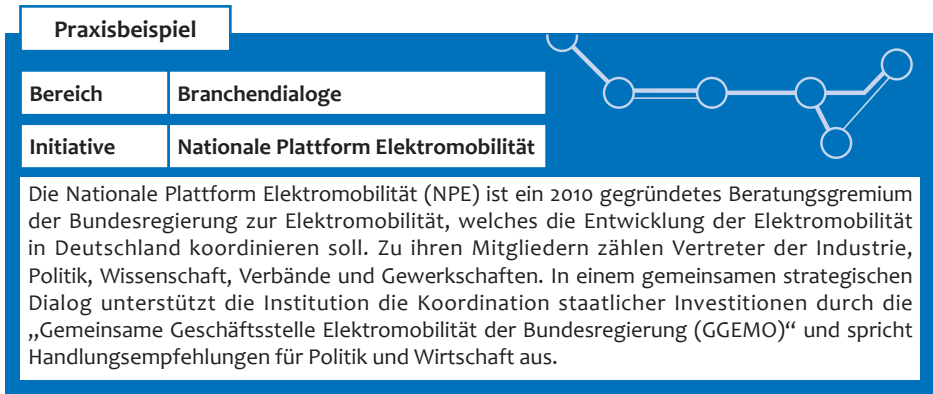 Praxisbeispiel
Bereich Branchendialoge
Initiative Nationale Plattform Elektromobilität
Die Nationale Plattform Elektromobilität (NPE) ist ein 2010 gegründetes Beratungsgremium
der Bundesregierung zur Elektromobilität, welches die Entwicklung der Elektromobilität
in Deutschland koordinieren soll. Zu ihren Mitgliedern zählen Vertreter der Industrie,
Politik, Wissenschaft, Verbände und Gewerkschaften. In einem gemeinsamen strategischen
Dialog unterstützt die Institution die Koordination staatlicher Investitionen durch die
„Gemeinsame Geschäftsstelle Elektromobilität der Bundesregierung (GGEMO)“ und spricht
Handlungsempfehlungen für Politik und Wirtschaft aus.